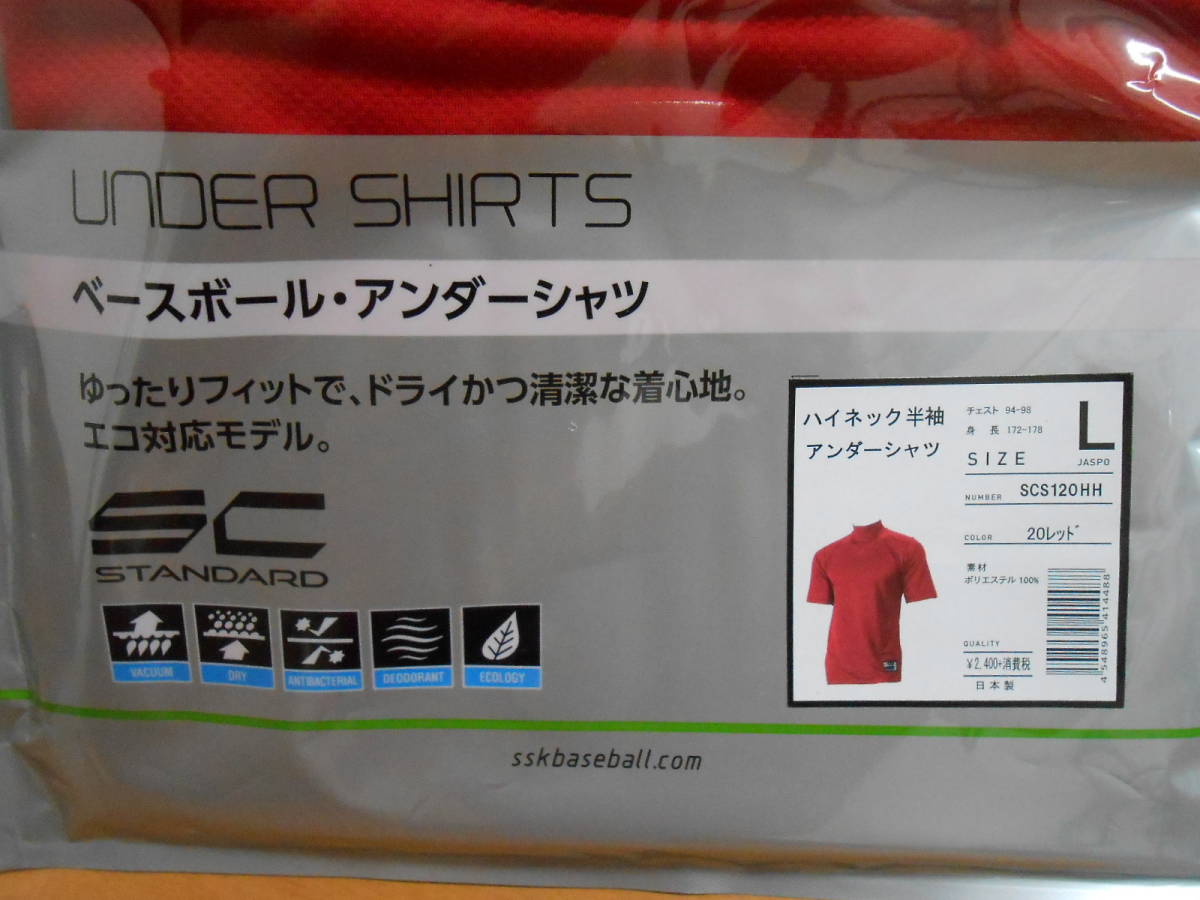 UNDER SHIRTS
ベースボール・アンダーシャツ
ゆったりフィットで、ドライかつ清潔な着心地。
エコ対応モデル。
SC
STANDARD
VACUUM
DRY
ANTIBACTERIAL
DEODORANT
ECOLOGY
ハイネック半袖
アンダーシャツ
チェスト 94-98
身 長 172-178
L
SIZE
JASPO
NUMBER SCS120HH
COLOR 20レッド
素材
ポリエステル 100%
QUALITY
¥2,400+消費税
日本製
4548965414488
sskbaseball.com